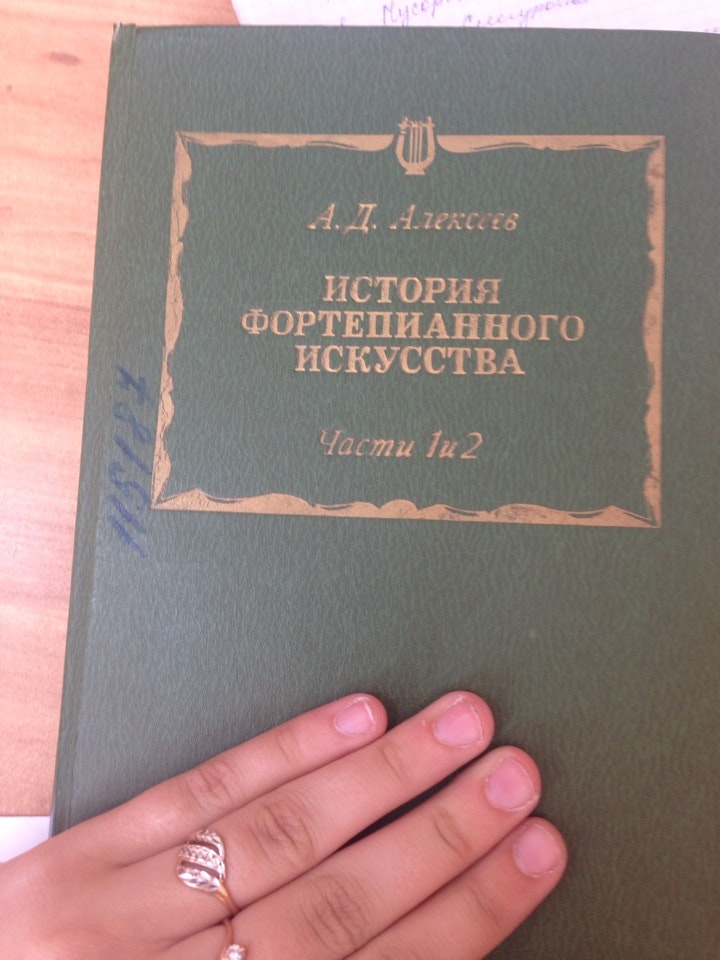 А. Д. Алексеев
ИСТОРИЯ
ФОРТЕПИАННОГО
ИСКУССТВА
Части 1 и 2